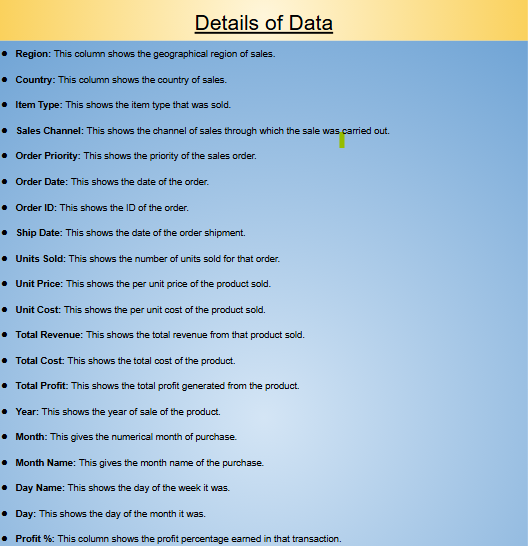 Details of Data
● Region: This column shows the geographical region of sales.
● Country: This column shows the country of sales.
● Item Type: This shows the item type that was sold.
● Sales Channel: This shows the channel of sales through which the sale was carried out.
● Order Priority: This shows the priority of the sales order.
● Order Date: This shows the date of the order.
● Order ID: This shows the ID of the order.
● Ship Date: This shows the date of the order shipment.
● Units Sold: This shows the number of units sold for that order.
● Unit Price: This shows the per unit price of the product sold.
● Unit Cost: This shows the per unit cost of the product sold.
● Total Revenue: This shows the total revenue from that product sold.
● Total Cost: This shows the total cost of the product.
● Total Profit: This shows the total profit generated from the product.
● Year: This shows the year of sale of the product.
● Month: This gives the numerical month of purchase.
● Month Name: This gives the month name of the purchase.
● Day Name: This shows the day of the week it was.
● Day: This shows the day of the month it was.
● Profit %: This column shows the profit percentage earned in that transaction.